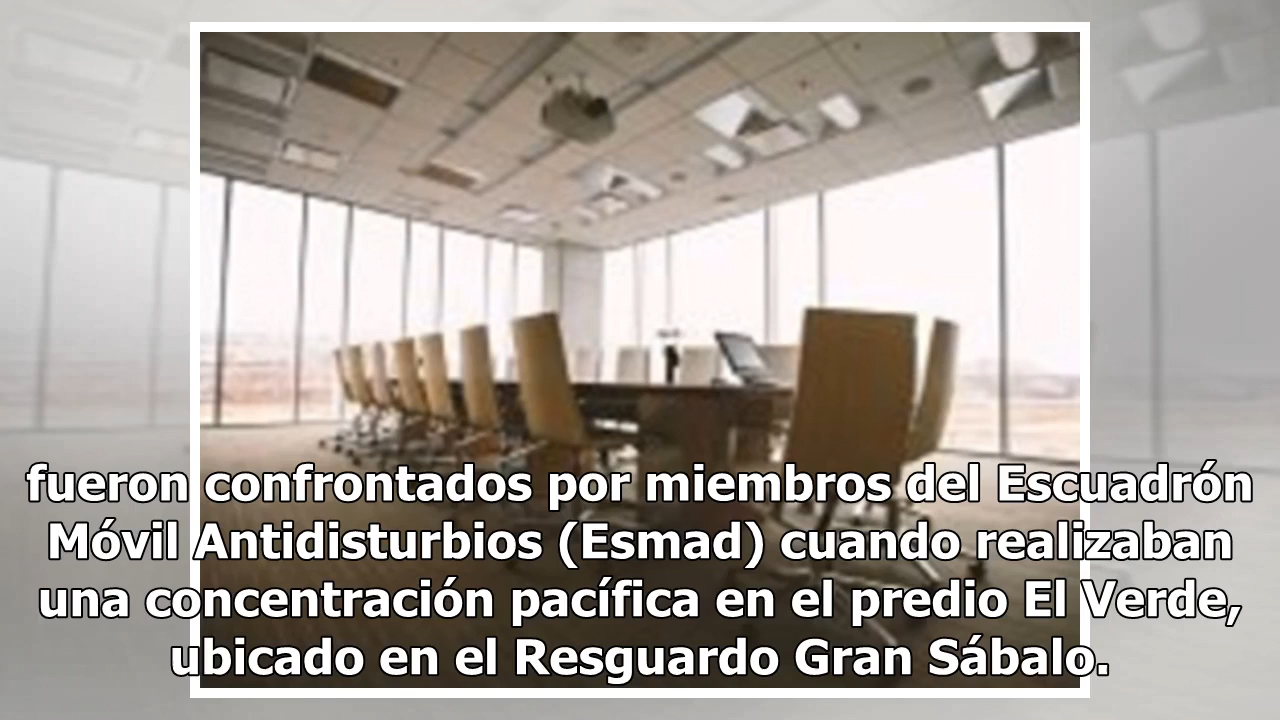 fueron confrontados por miembros del Escuadrón
Móvil Antidisturbios (Esmad) cuando realizaban
una concentración pacífica en el predio El Verde,
ubicado en el Resguardo Gran Sábalo.